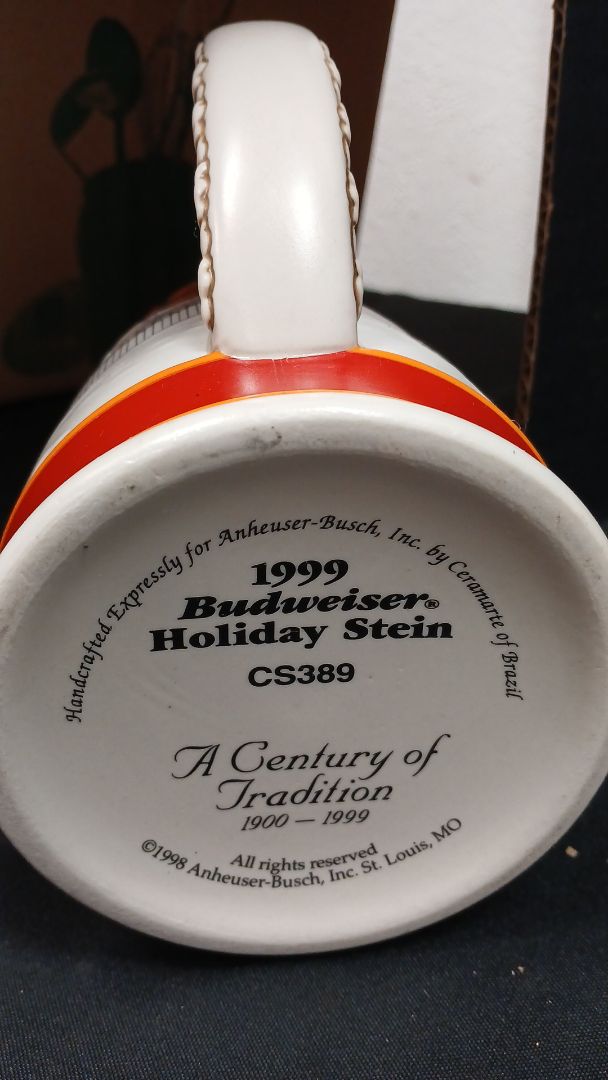 Handcrafted Expressly for Anheuser-Busch, Inc. by Ceramarte of Brazil
1999
Budweiser®
Holiday Stein
CS389
A Century of
Tradition
1900 — 1999
All rights reserved
©1998 Anheuser-Busch, Inc. St. Louis, MO